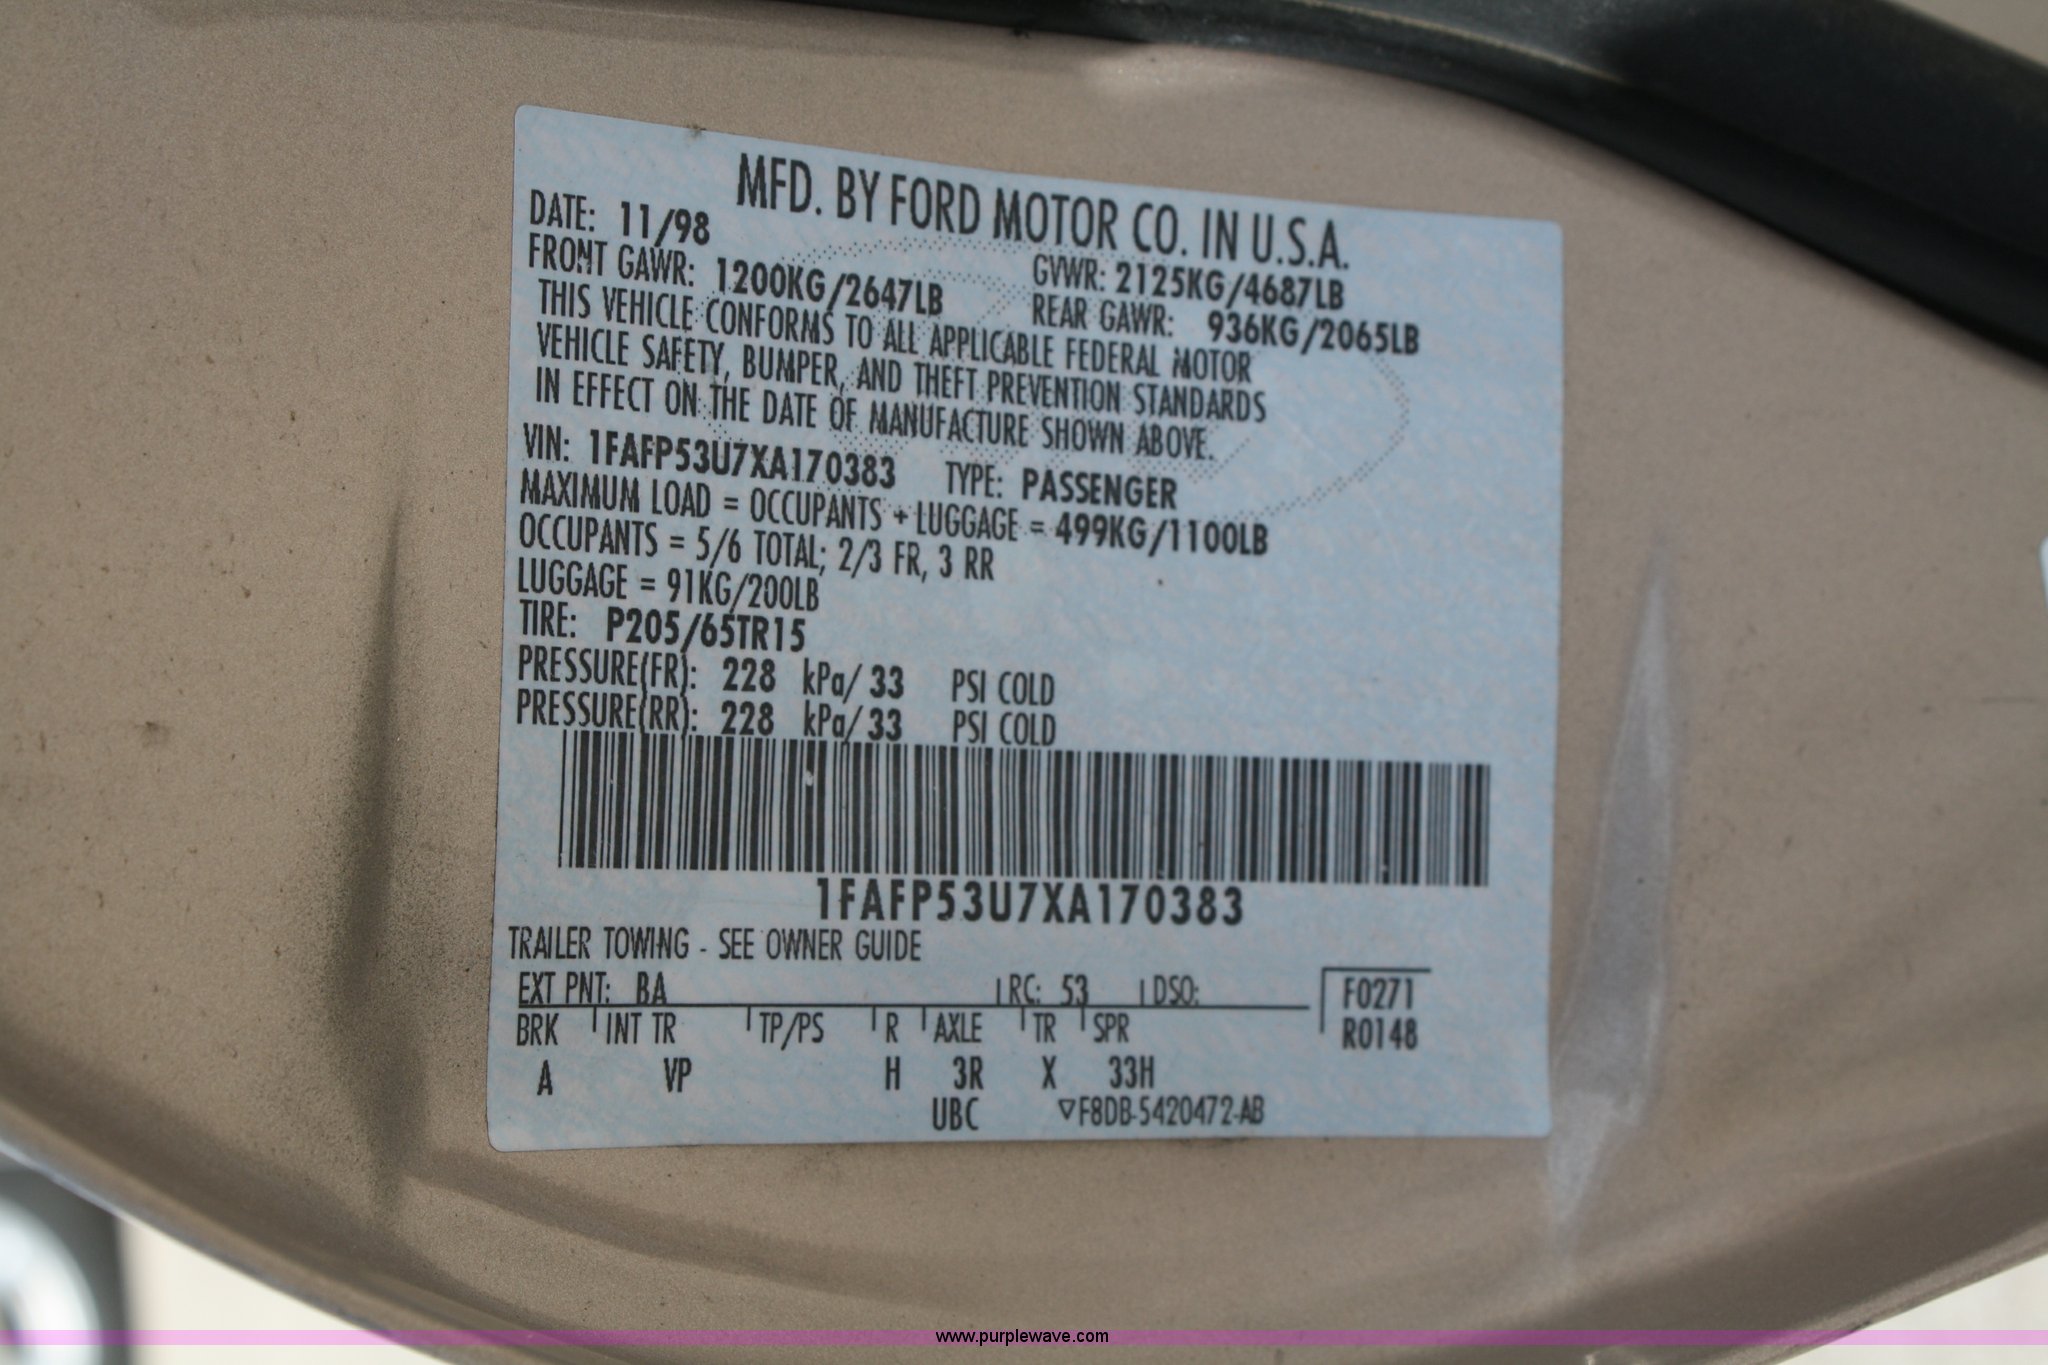 MFD. BY FORD MOTOR CO. IN U.S.A.
DATE: 11/98 GVWR: 2125KG/4687LB
FRONT GAWR: 1200KG/2647LB REAR GAWR: 936KG/2065LB
THIS VEHICLE CONFORMS TO ALL APPLICABLE FEDERAL MOTOR
VEHICLE SAFETY, BUMPER, AND THEFT PREVENTION STANDARDS
IN EFFECT ON THE DATE OF MANUFACTURE SHOWN ABOVE.
VIN: 1FAFP53U7XA170383 TYPE: PASSENGER
MAXIMUM LOAD = OCCUPANTS + LUGGAGE = 499KG/1100LB
OCCUPANTS = 5/6 TOTAL; 2/3 FR, 3 RR
LUGGAGE = 91KG/200LB
TIRE: P205/65TR15
PRESSURE(FR): 228 kPa/ 33 PSI COLD
PRESSURE(RR): 228 kPa/ 33 PSI COLD
1FAFP53U7XA170383
TRAILER TOWING - SEE OWNER GUIDE
EXT PNT: BA RC: 53 DSO: F0271
BRK INT TR TP/PS R AXLE TR SPR R0148
A VP H 3R X 33H
UBC ▽F8DB-5420472-AB
www.purplewave.com